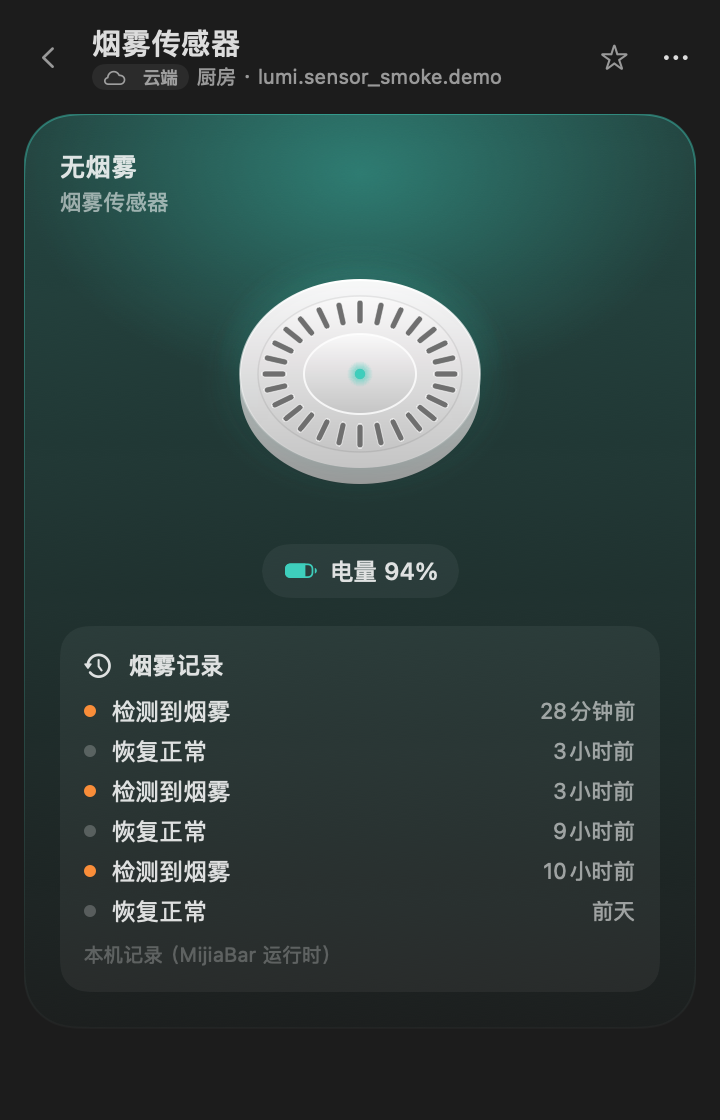 烟雾传感器
云端 厨房 · lumi.sensor_smoke.demo
无烟雾
烟雾传感器
电量 94%
烟雾记录
检测到烟雾 28分钟前
恢复正常 3小时前
检测到烟雾 3小时前
恢复正常 9小时前
检测到烟雾 10小时前
恢复正常 前天
本机记录（MijiaBar 运行时）